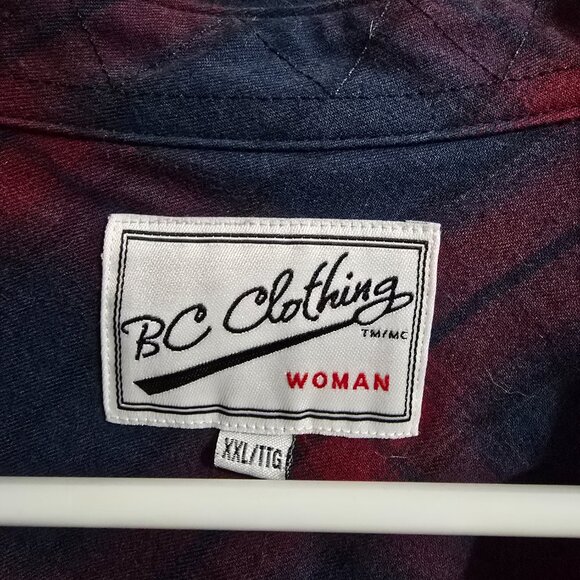 BC Clothing
TM/MC
WOMAN
XXL/TTG